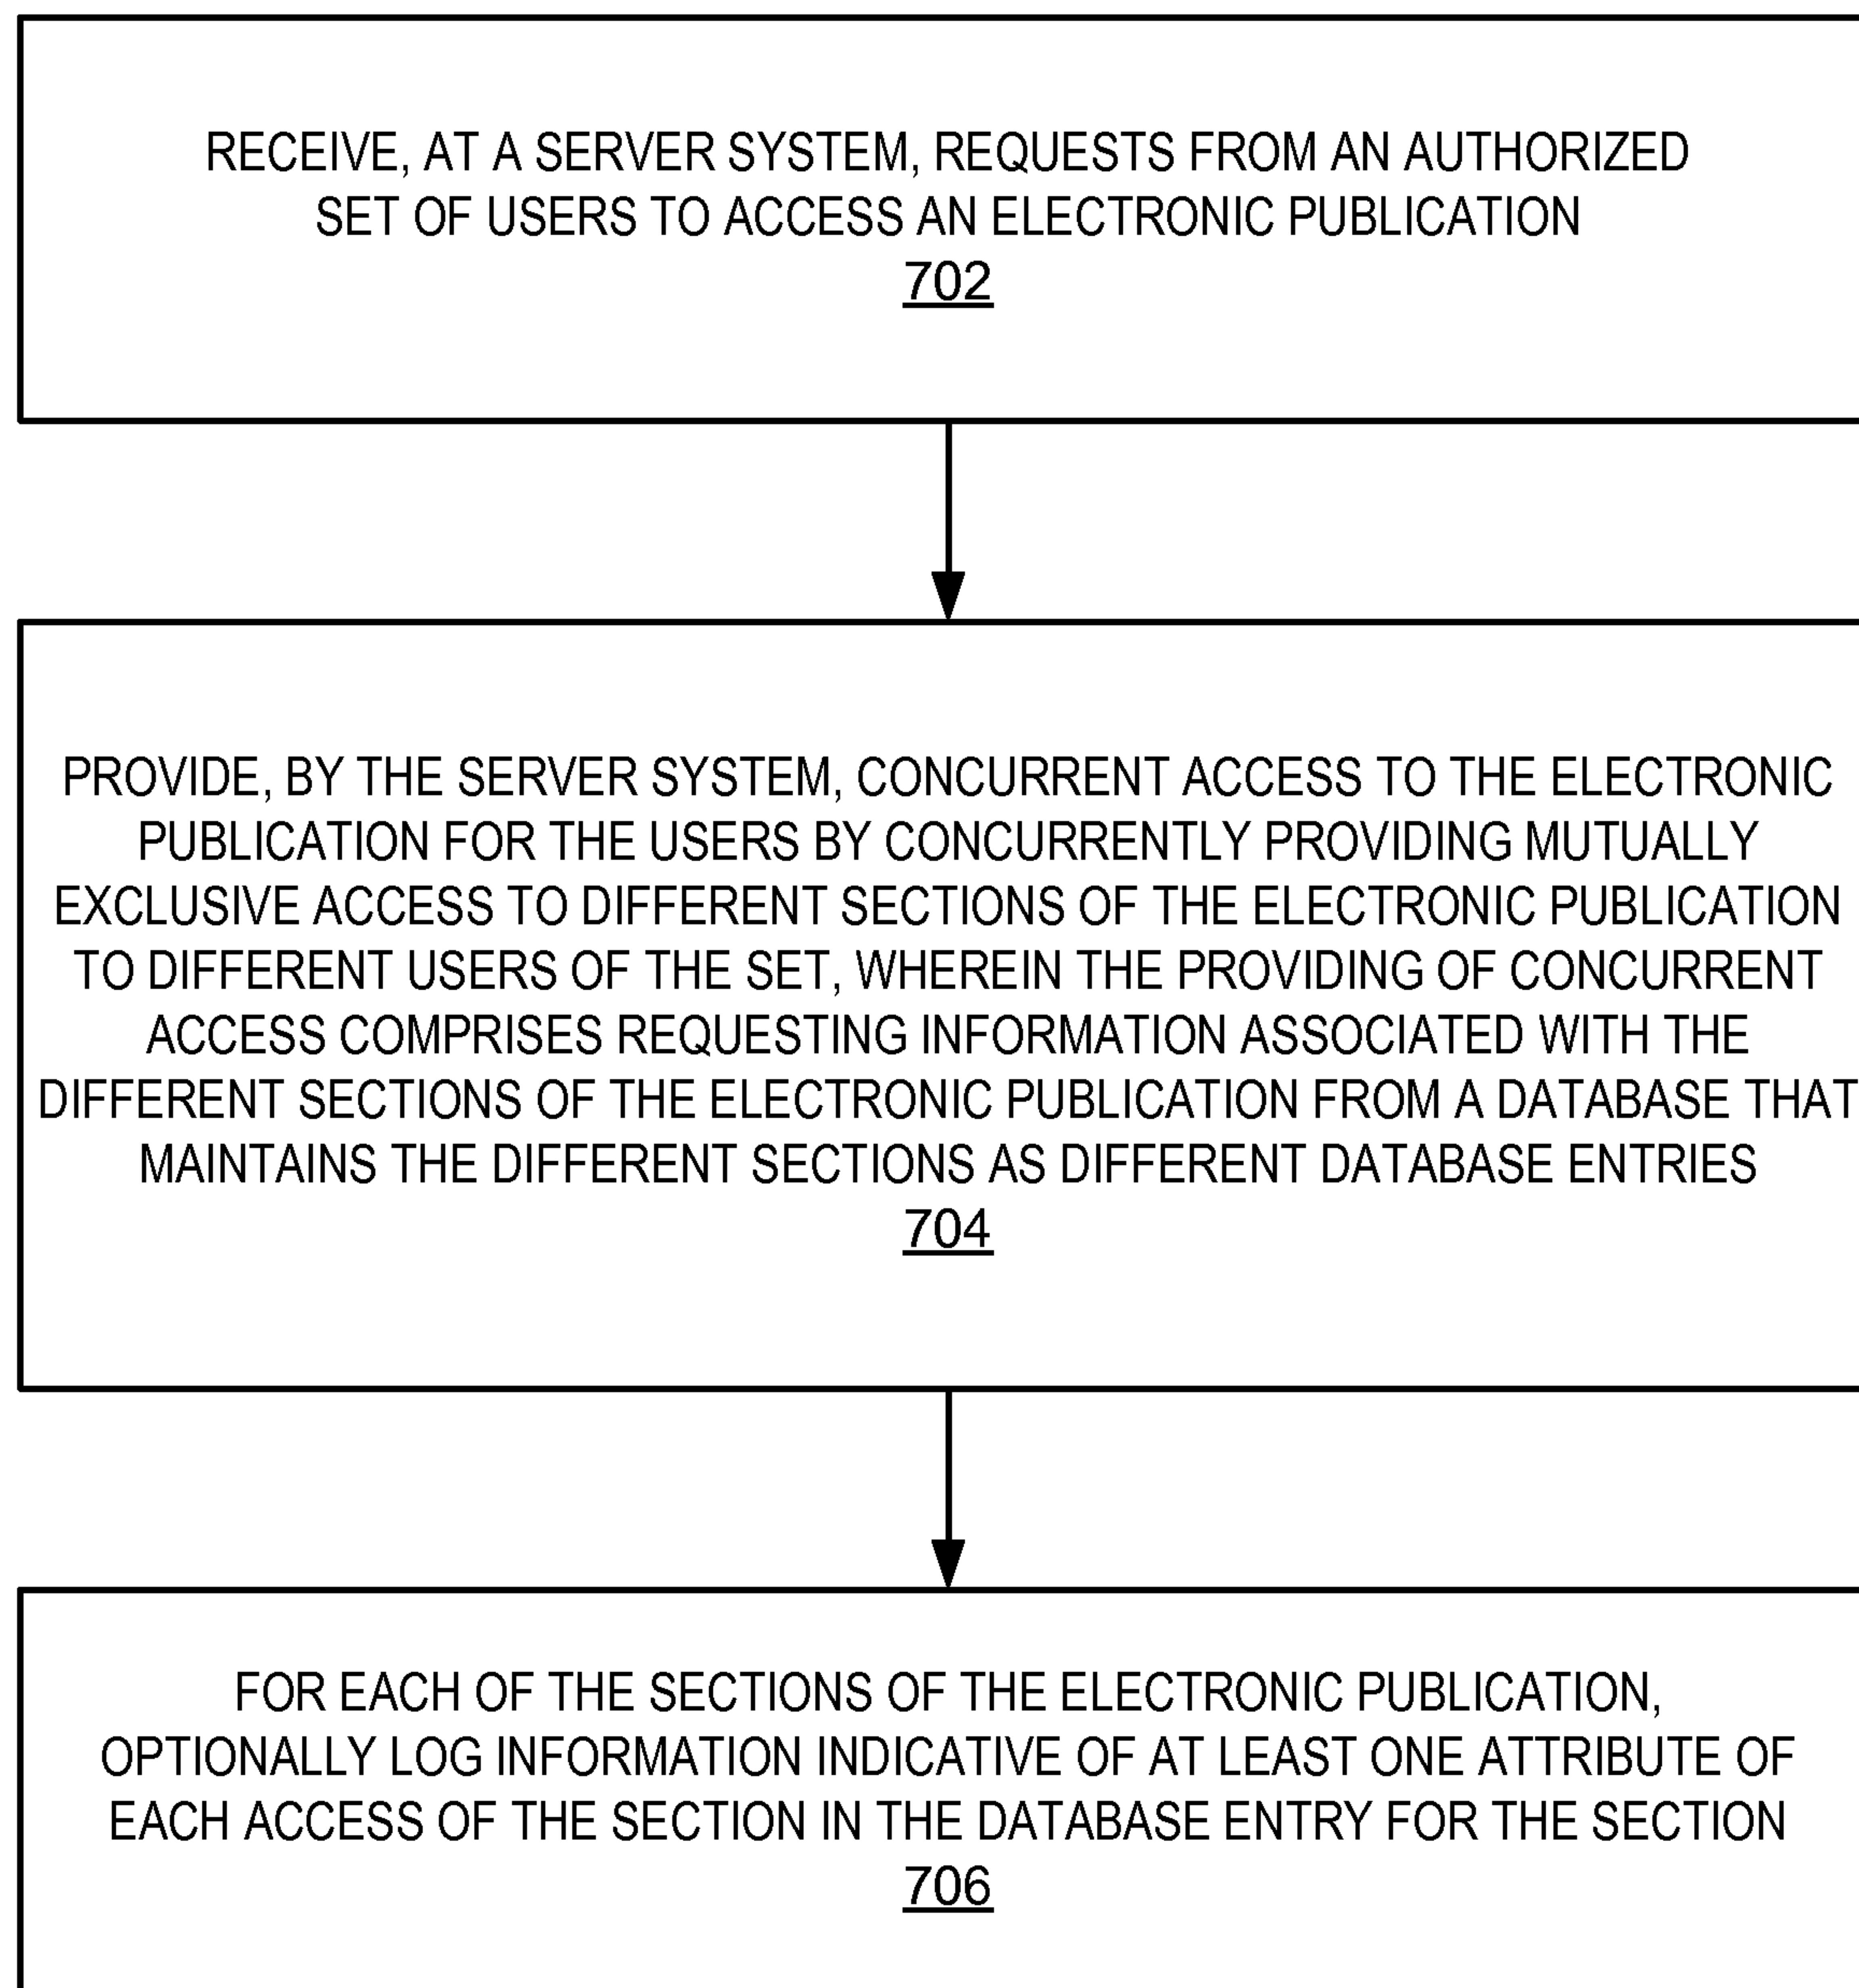 RECEIVE, AT A SERVER SYSTEM, REQUESTS FROM AN AUTHORIZED
SET OF USERS TO ACCESS AN ELECTRONIC PUBLICATION
702
PROVIDE, BY THE SERVER SYSTEM, CONCURRENT ACCESS TO THE ELECTRONIC
PUBLICATION FOR THE USERS BY CONCURRENTLY PROVIDING MUTUALLY
EXCLUSIVE ACCESS TO DIFFERENT SECTIONS OF THE ELECTRONIC PUBLICATION
TO DIFFERENT USERS OF THE SET, WHEREIN THE PROVIDING OF CONCURRENT
ACCESS COMPRISES REQUESTING INFORMATION ASSOCIATED WITH THE
DIFFERENT SECTIONS OF THE ELECTRONIC PUBLICATION FROM A DATABASE THAT
MAINTAINS THE DIFFERENT SECTIONS AS DIFFERENT DATABASE ENTRIES
704
FOR EACH OF THE SECTIONS OF THE ELECTRONIC PUBLICATION,
OPTIONALLY LOG INFORMATION INDICATIVE OF AT LEAST ONE ATTRIBUTE OF
EACH ACCESS OF THE SECTION IN THE DATABASE ENTRY FOR THE SECTION
706